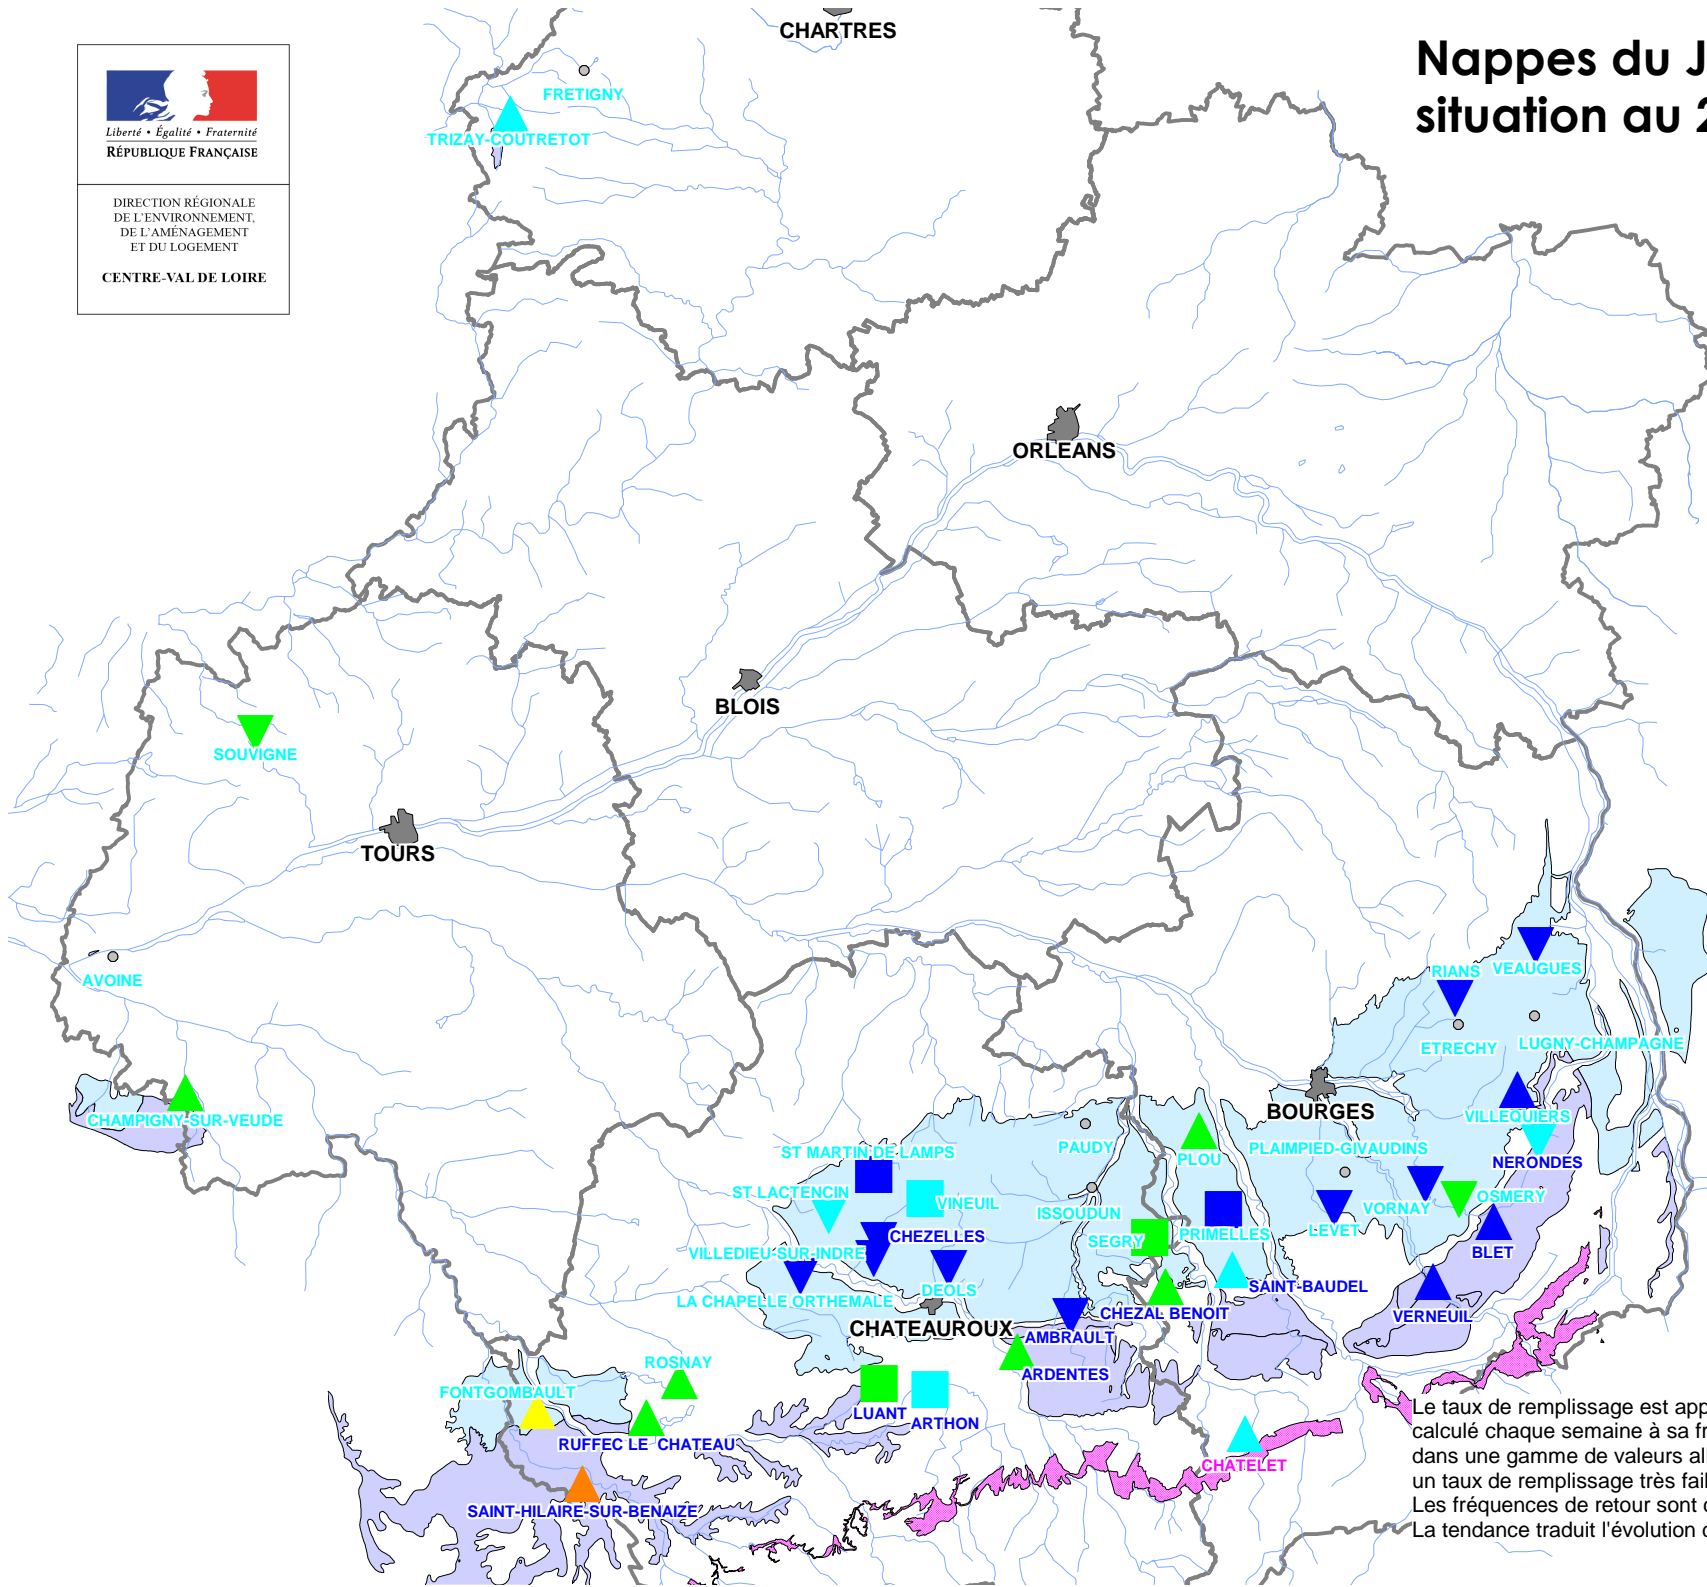 CHARTRES
Nappes du J
situation au 2
Liberté • Égalité • Fraternité
RÉPUBLIQUE FRANÇAISE
DIRECTION RÉGIONALE
DE L'ENVIRONNEMENT,
DE L'AMÉNAGEMENT
ET DU LOGEMENT
CENTRE-VAL DE LOIRE
FRETIGNY
TRIZAY-COUTRETOT
ORLEANS
BLOIS
SOUVIGNE
TOURS
AVOINE
RIANS
VEAUGUES
ETRECHY
LUGNY-CHAMPAGNE
CHAMPIGNY-SUR-VEUDE
BOURGES
VILLEQUIERS
ST MARTIN DE LAMPS
PAUDY
PLOU
PLAIMPIED-GIVAUDINS
NERONDES
ST LACTENCIN
VINEUIL
ISSOUDUN
VORNAY
OSMERY
CHEZELLES
SEGRY
PRIMELLES
LEVET
VILLEDIEU-SUR-INDRE
BLET
DEOLS
SAINT-BAUDEL
LA CHAPELLE ORTHEMALE
CHEZAL BENOIT
VERNEUIL
CHATEAUROUX
AMBRAULT
ROSNAY
ARDENTES
FONTGOMBAULT
LUANT
ARTHON
RUFFEC LE CHATEAU
CHATELET
SAINT-HILAIRE-SUR-BENAIZE
Le taux de remplissage est app
calculé chaque semaine à sa fr
dans une gamme de valeurs all
un taux de remplissage très fail
Les fréquences de retour sont c
La tendance traduit l'évolution d